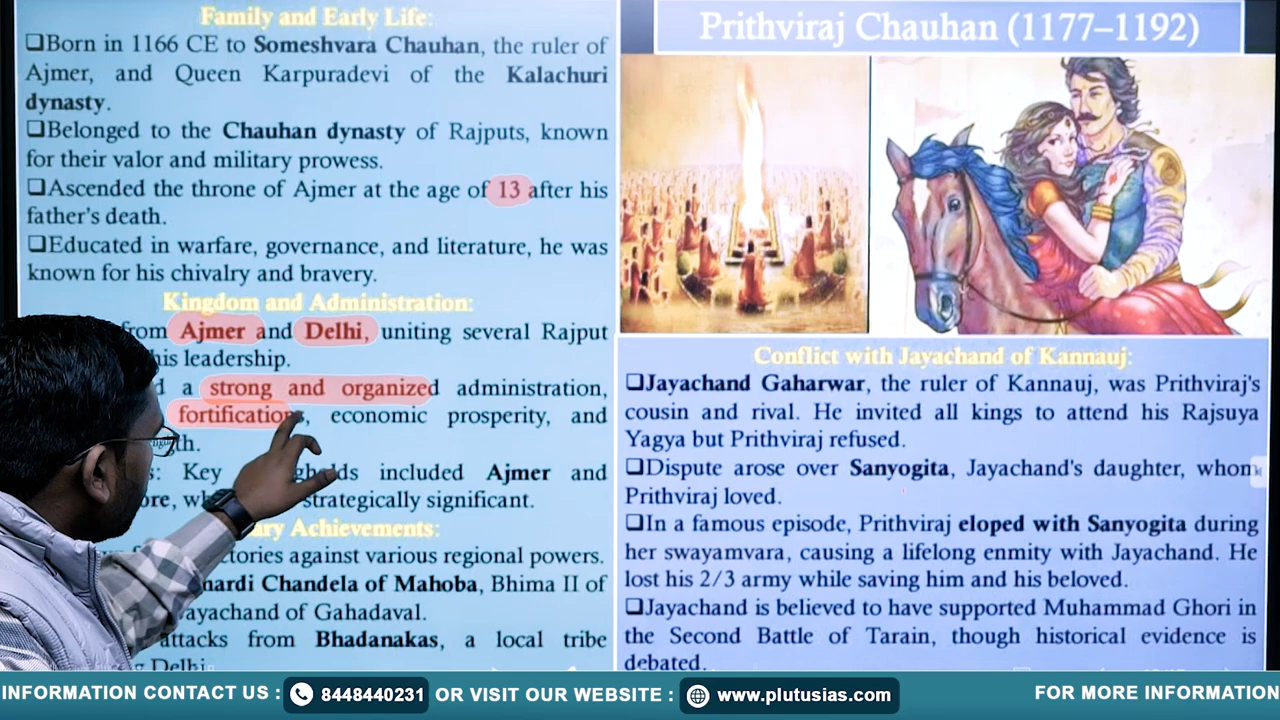 Family and Early Life:
❑Born in 1166 CE to Someshvara Chauhan, the ruler of
Ajmer, and Queen Karpuradevi of the Kalachuri
dynasty.
❑Belonged to the Chauhan dynasty of Rajputs, known
for their valor and military prowess.
❑Ascended the throne of Ajmer at the age of 13 after his
father's death.
❑Educated in warfare, governance, and literature, he was
known for his chivalry and bravery.
Kingdom and Administration:
from Ajmer and Delhi, uniting several Rajput
his leadership.
a strong and organized administration,
fortifications, economic prosperity, and
Key included Ajmer and
strategically significant.
Achievements:
against various regional powers.
of Mahoba, Bhima II of
of Gahadaval.
attacks from Bhadanakas, a local tribe
Delhi.
Prithviraj Chauhan (1177–1192)
Conflict with Jayachand of Kannauj:
❑Jayachand Gaharwar, the ruler of Kannauj, was Prithviraj's
cousin and rival. He invited all kings to attend his Rajsuya
Yagya but Prithviraj refused.
❑Dispute arose over Sanyogita, Jayachand's daughter, whom
Prithviraj loved.
❑In a famous episode, Prithviraj eloped with Sanyogita during
her swayamvara, causing a lifelong enmity with Jayachand. He
lost his 2/3 army while saving him and his beloved.
❑Jayachand is believed to have supported Muhammad Ghori in
the Second Battle of Tarain, though historical evidence is
debated.
INFORMATION CONTACT US : 8448440231 OR VISIT OUR WEBSITE : www.plutusias.com FOR MORE INFORMATION